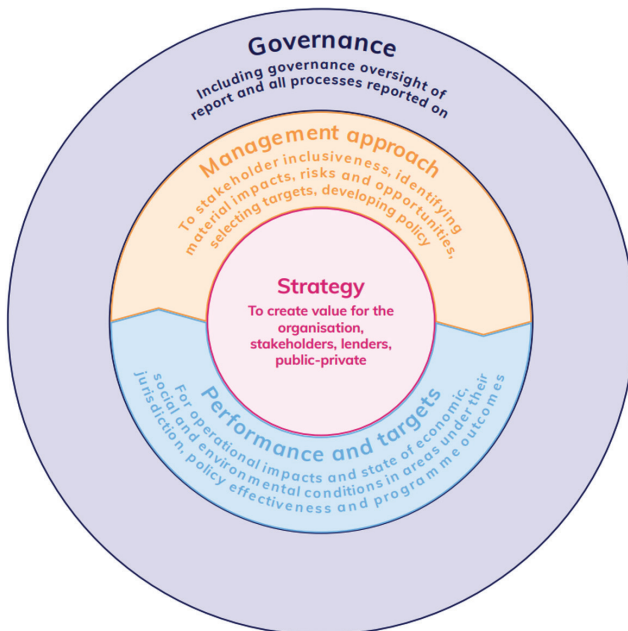 Governance
Including governance oversight of
report and all processes reported on
Management approach
To stakeholder inclusiveness, identifying
material impacts, risks and opportunities,
selecting targets, developing policy
Strategy
To create value for the
organisation,
stakeholders, lenders,
public-private
Performance and targets
For operational impacts and state of economic,
social and environmental conditions in areas under their
jurisdiction, policy effectiveness and programme outcomes